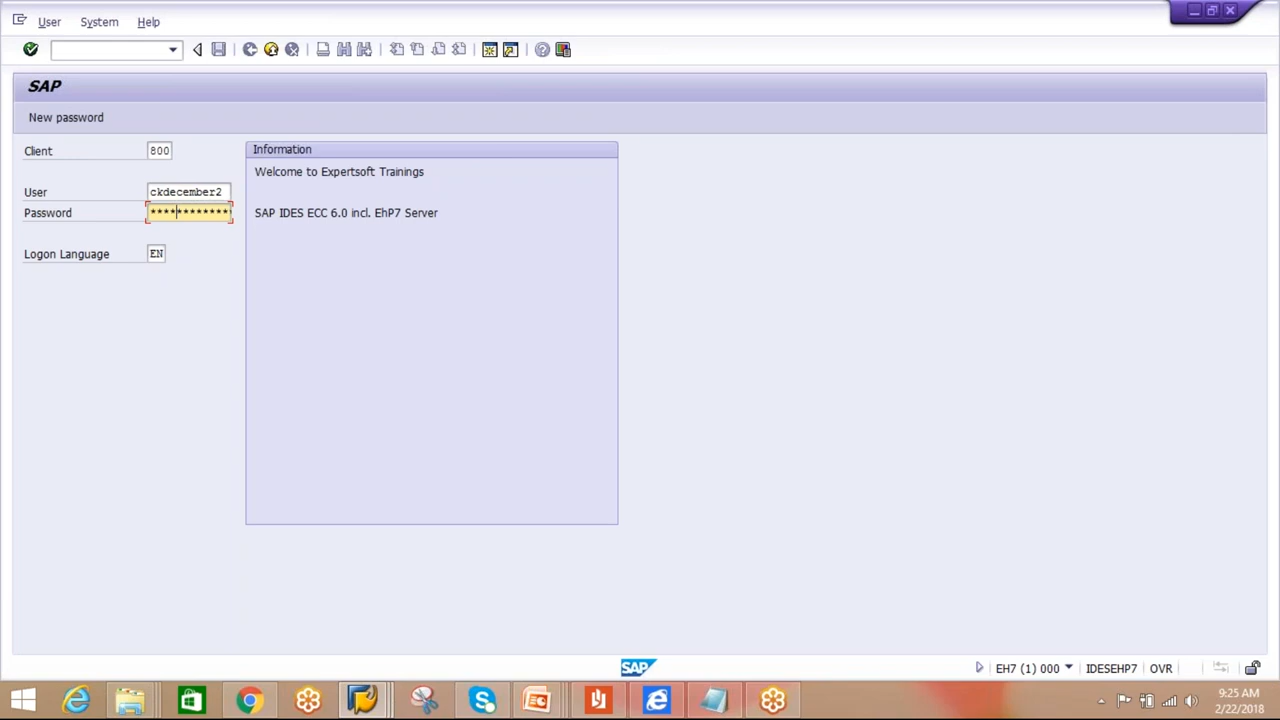 User System Help
SAP
New password
Client 800
Information
Welcome to Expertsoft Trainings
User ckdecember2
Password ************
SAP IDES ECC 6.0 incl. EhP7 Server
Logon Language EN
SAP
EH7 (1) 000 IDESEHP7 OVR
9:25 AM
2/22/2018